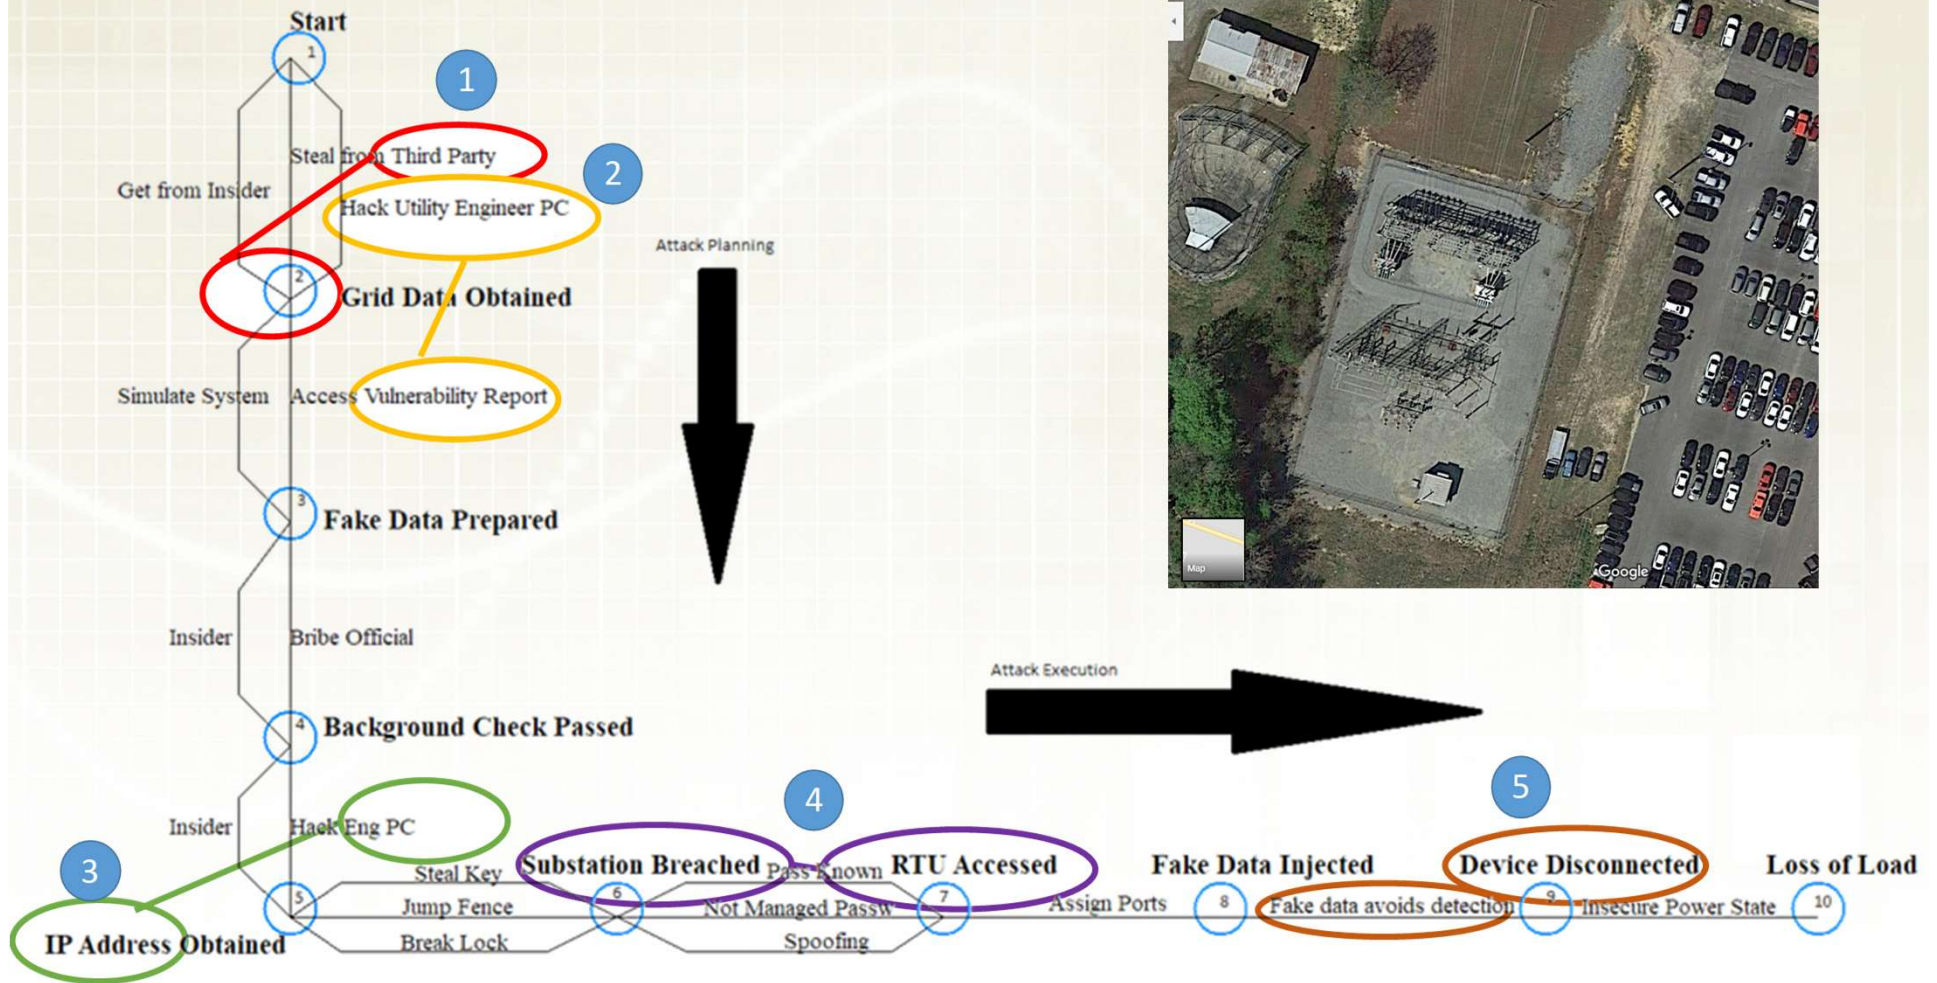 Start
1
1
Steal from Third Party
2
Get from Insider
Hack Utility Engineer PC
Attack Planning
2
Grid Data Obtained
Simulate System
Access Vulnerability Report
3
Fake Data Prepared
Map
Google
Insider
Bribe Official
Attack Execution
4
Background Check Passed
5
4
Insider
Hack Eng PC
3
Steal Key
Substation Breached
Pass Known
RTU Accessed
Fake Data Injected
Device Disconnected
Loss of Load
5
Jump Fence
6
Not Managed Passw
7
Assign Ports
8
Fake data avoids detection
9
Insecure Power State
10
IP Address Obtained
Break Lock
Spoofing